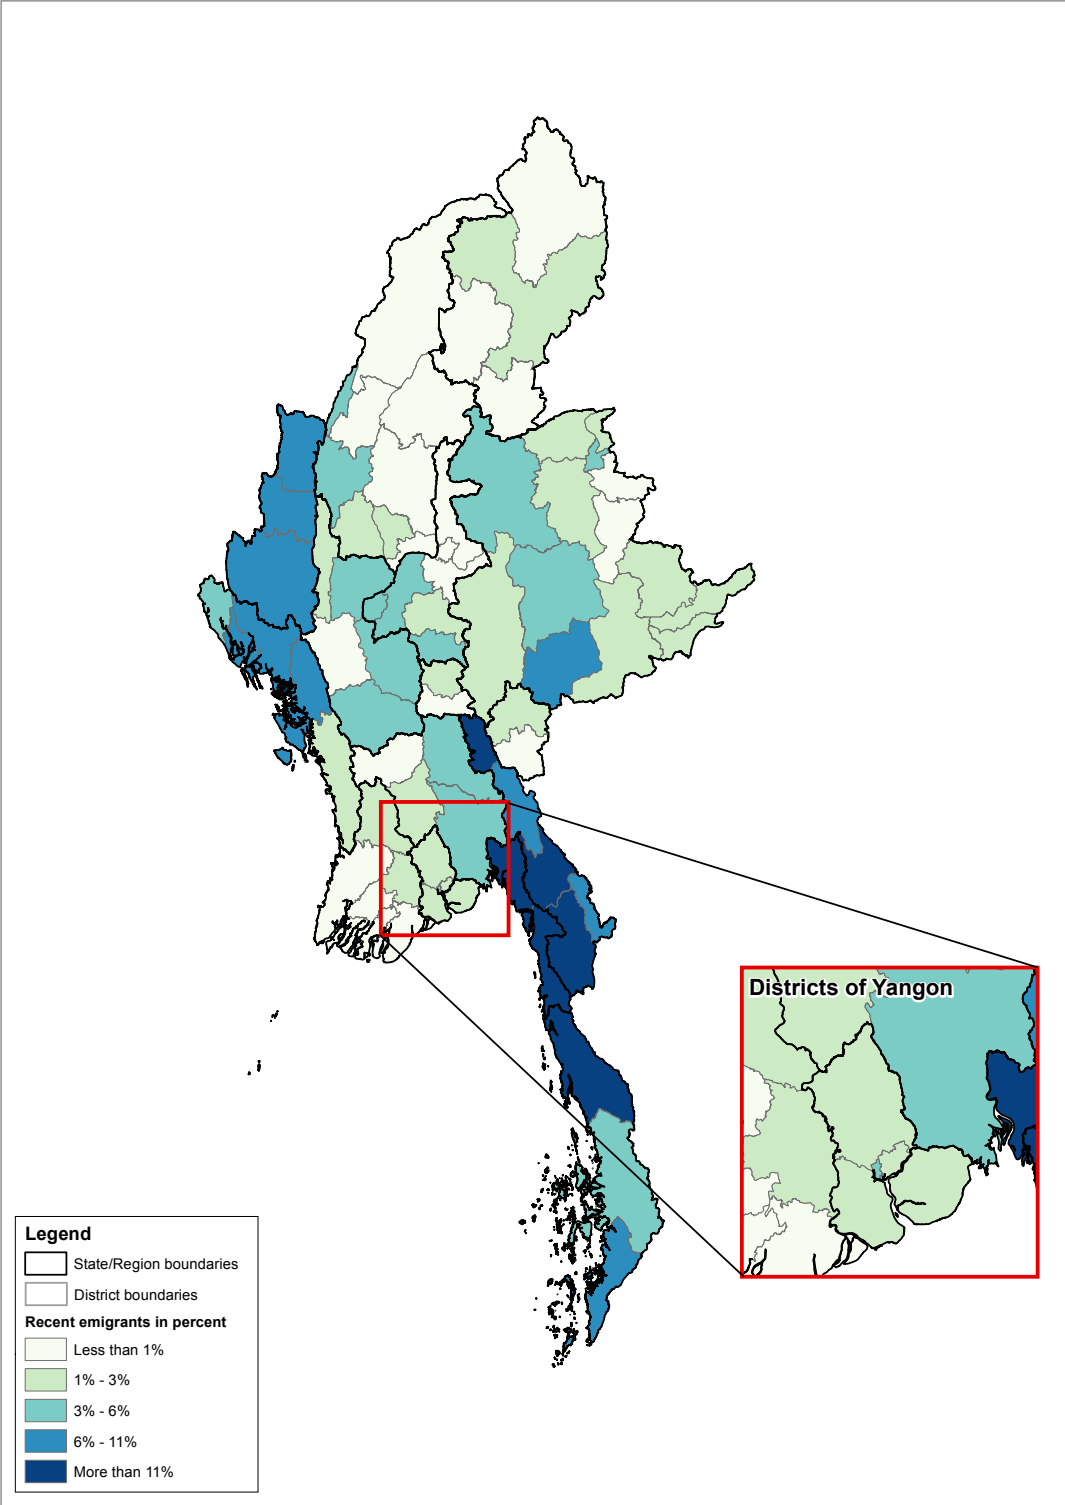 Districts of Yangon
Legend
State/Region boundaries
District boundaries
Recent emigrants in percent
Less than 1%
1% - 3%
3% - 6%
6% - 11%
More than 11%